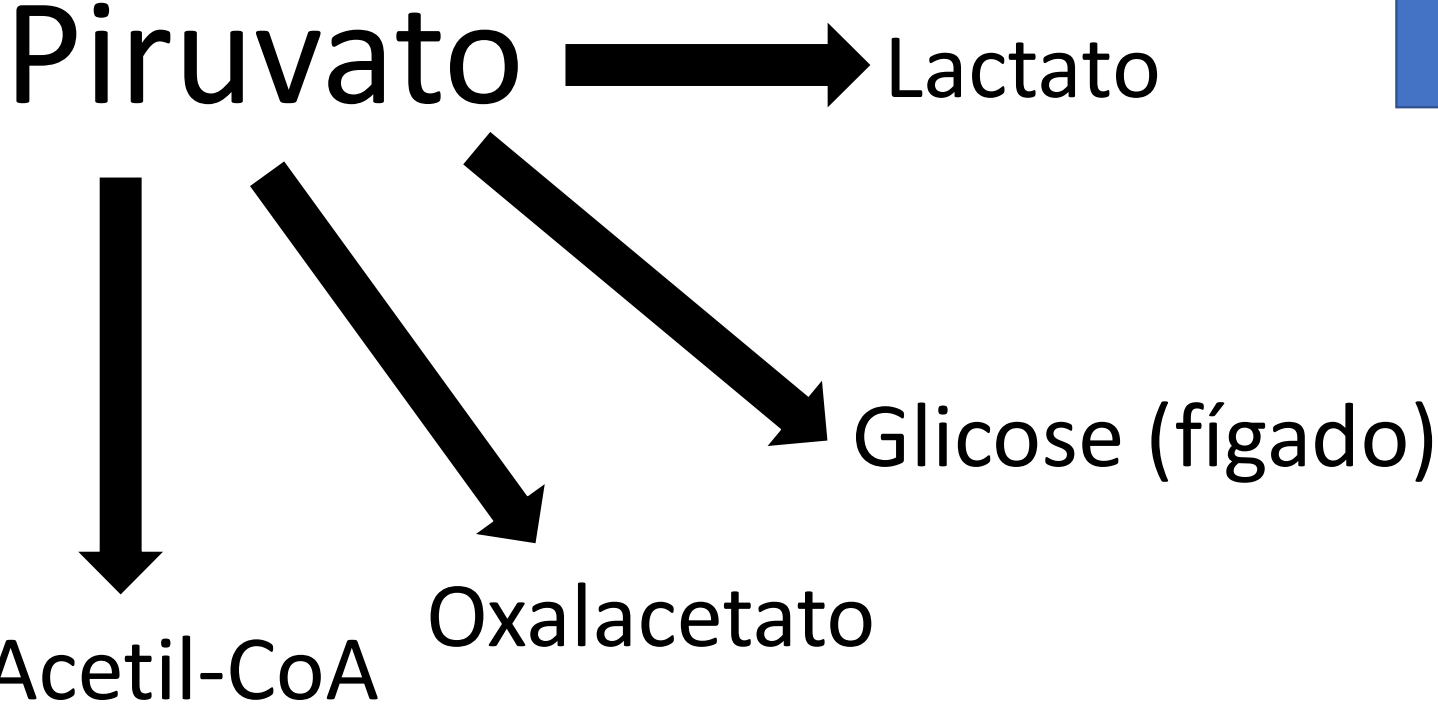 Piruvato
Lactato
Glicose (fígado)
Oxalacetato
Acetil-CoA